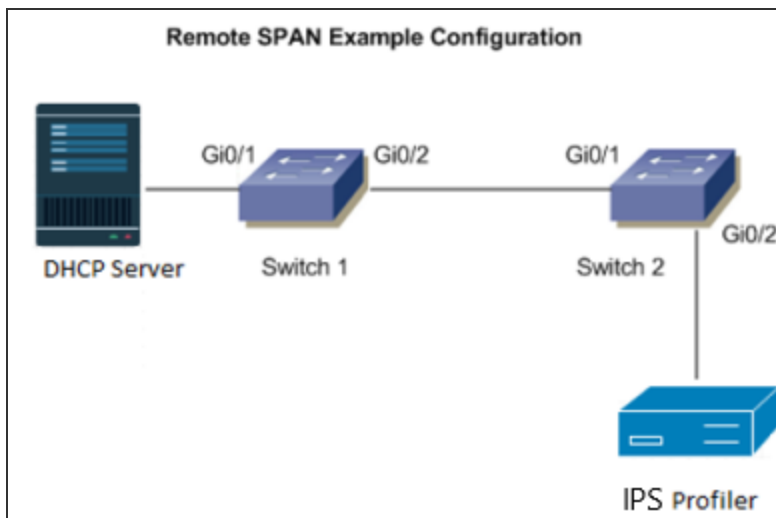 Remote SPAN Example Configuration
Gi0/1
Gi0/2
Gi0/1
Gi0/2
DHCP Server
Switch 1
Switch 2
IPS Profiler